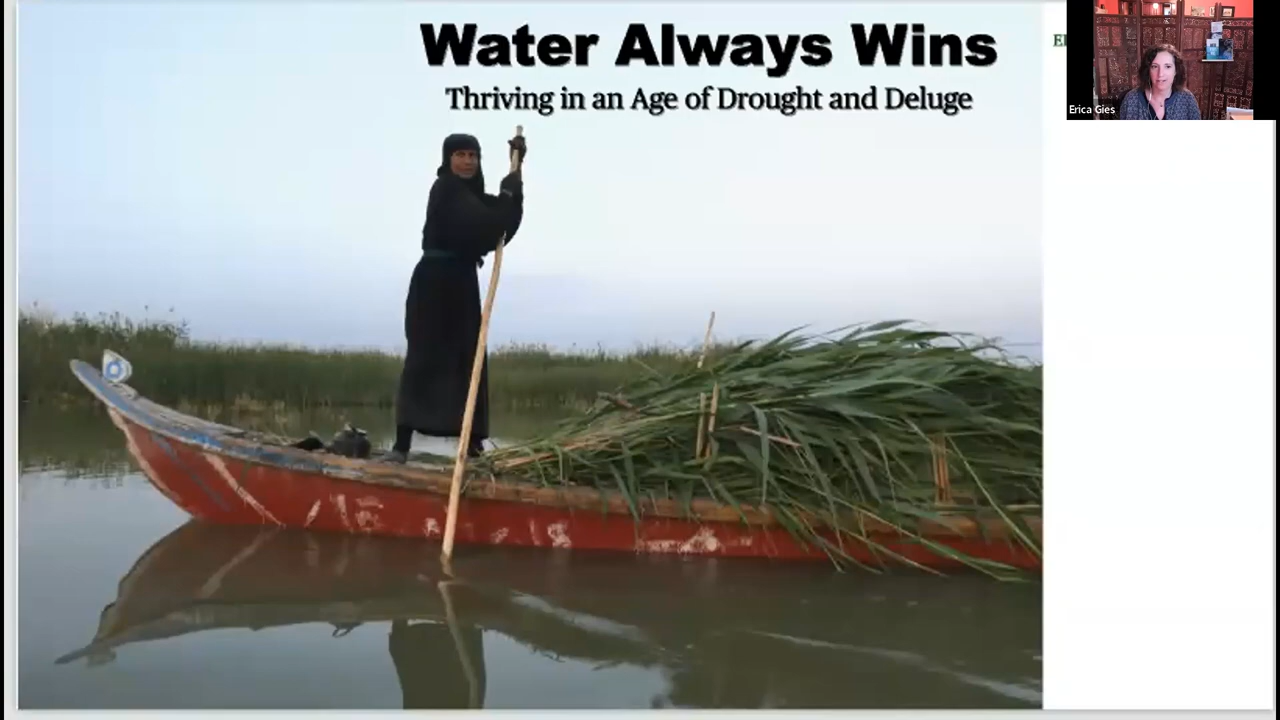 Water Always Wins
Thriving in an Age of Drought and Deluge
Erica Gies